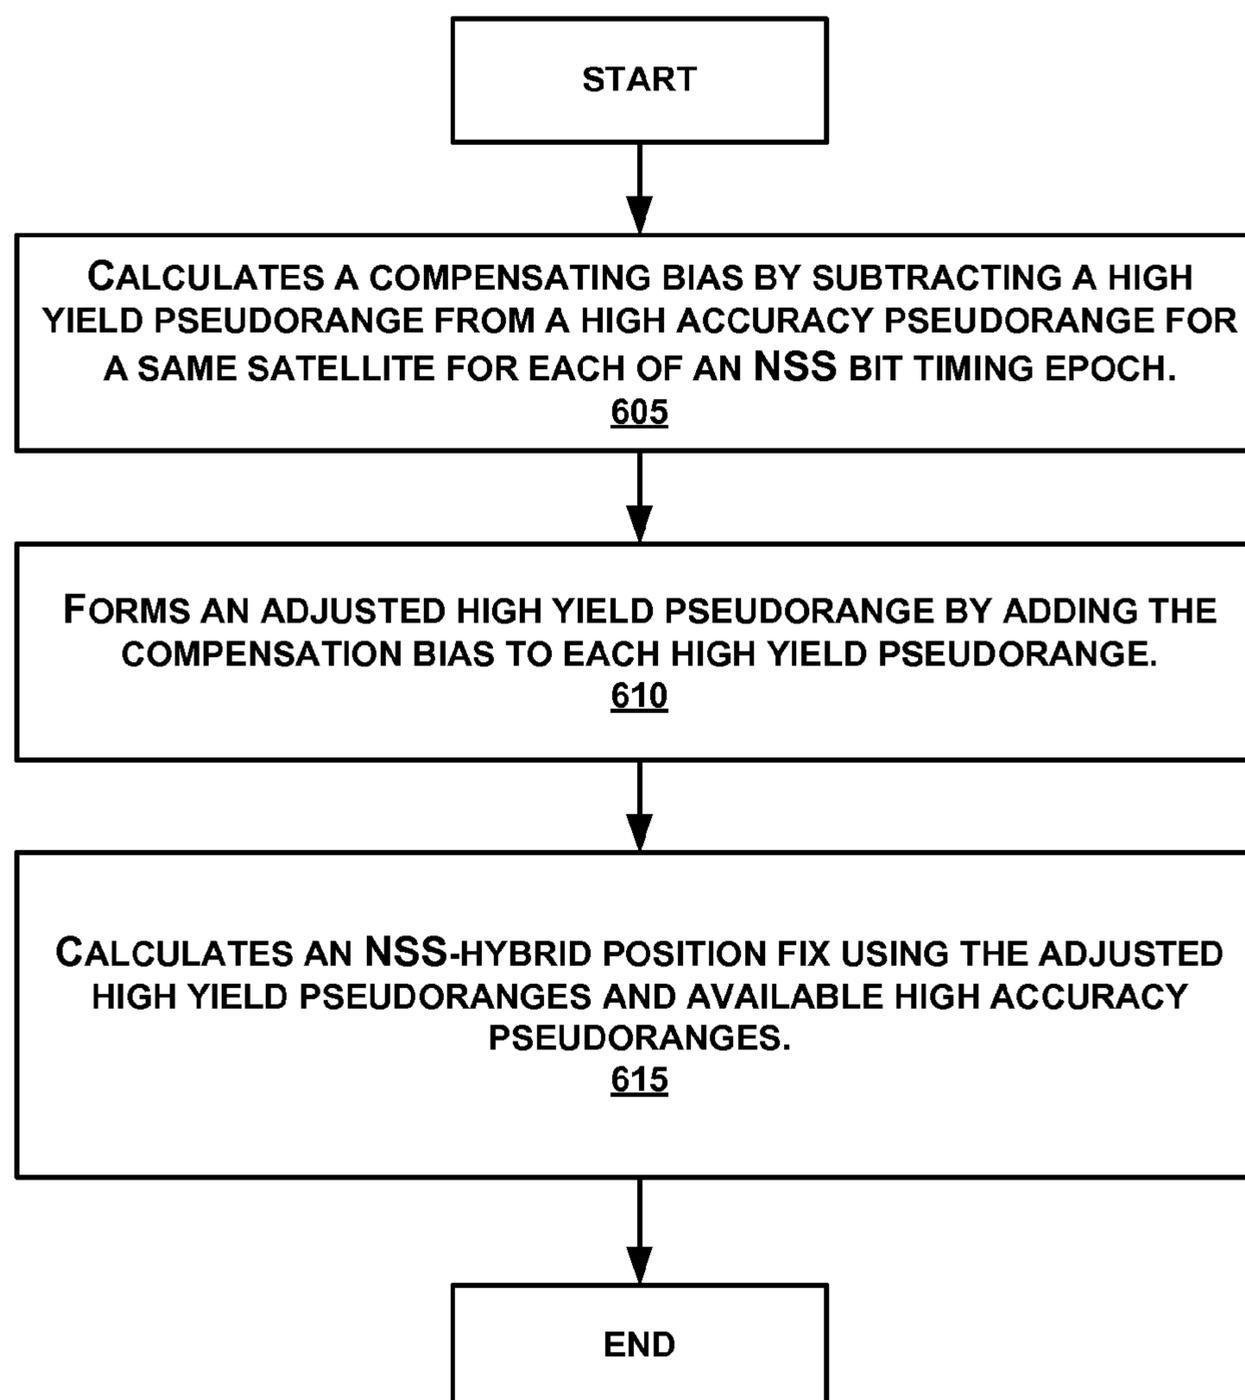 START
CALCULATES A COMPENSATING BIAS BY SUBTRACTING A HIGH
YIELD PSEUDORANGE FROM A HIGH ACCURACY PSEUDORANGE FOR
A SAME SATELLITE FOR EACH OF AN NSS BIT TIMING EPOCH.
605
FORMS AN ADJUSTED HIGH YIELD PSEUDORANGE BY ADDING THE
COMPENSATION BIAS TO EACH HIGH YIELD PSEUDORANGE.
610
CALCULATES AN NSS-HYBRID POSITION FIX USING THE ADJUSTED
HIGH YIELD PSEUDORANGES AND AVAILABLE HIGH ACCURACY
PSEUDORANGES.
615
END